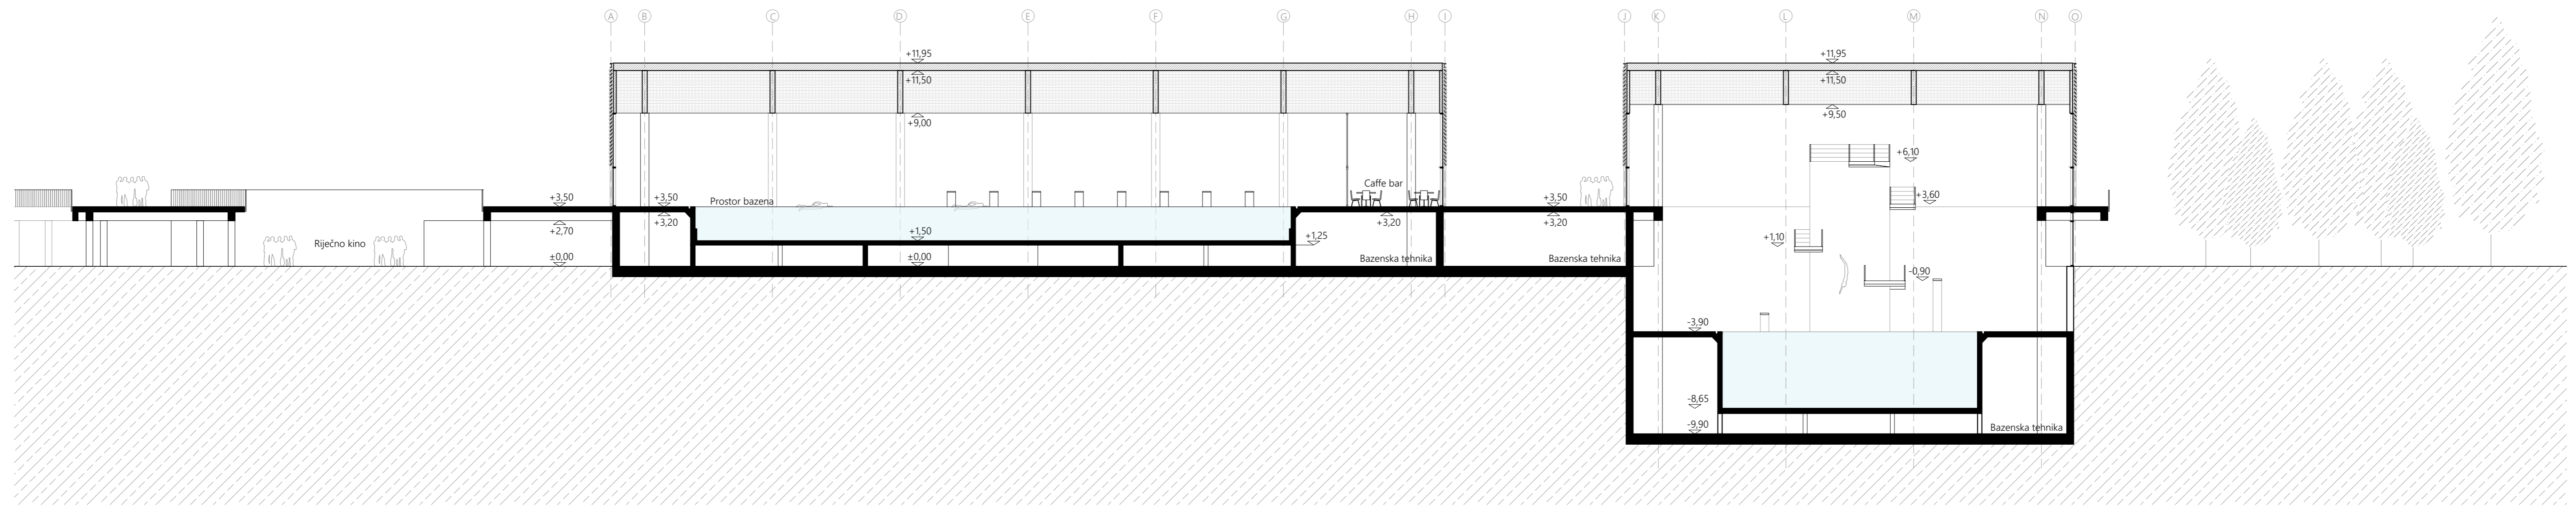 A B C D E F G H I J K L M N O
+11,95 +11,95
+11,50 +11,50
+9,50
+9,00
+6,10
Caffe bar
+3,50 +3,50 +3,50 +3,60
Prostor bazena
+3,20 +3,20 +3,20
+2,70 +1,50 +1,25 +1,10
Riječno kino
±0,00 ±0,00 Bazenska tehnika Bazenska tehnika
-0,90
-3,90
-8,65
-9,90 Bazenska tehnika